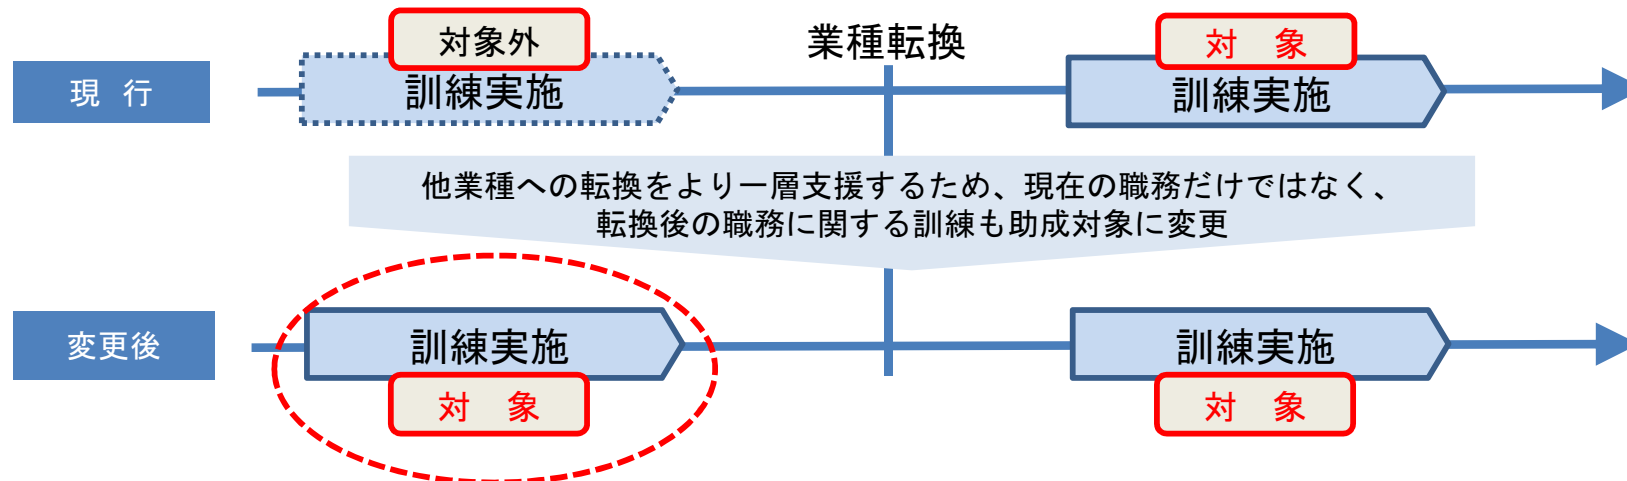 対象外
業種転換
対　象
現　行
訓練実施
訓練実施
他業種への転換をより一層支援するため、現在の職務だけではなく、
転換後の職務に関する訓練も助成対象に変更
変更後
訓練実施
訓練実施
対　象
対　象